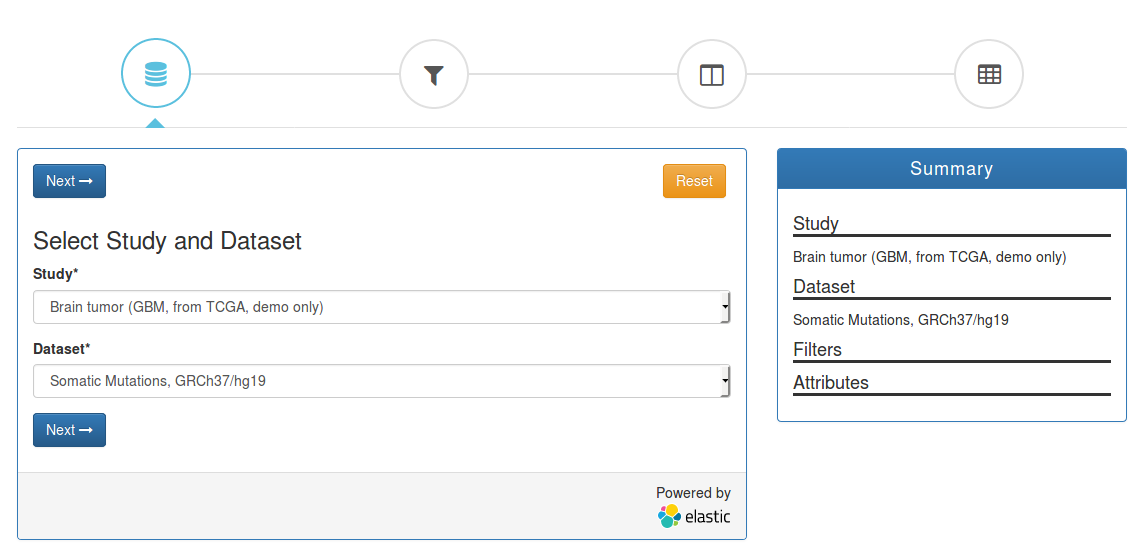 Next
Reset
Select Study and Dataset
Study*
Brain tumor (GBM, from TCGA, demo only)
Dataset*
Somatic Mutations, GRCh37/hg19
Next
Powered by
elastic
Summary
Study
Brain tumor (GBM, from TCGA, demo only)
Dataset
Somatic Mutations, GRCh37/hg19
Filters
Attributes